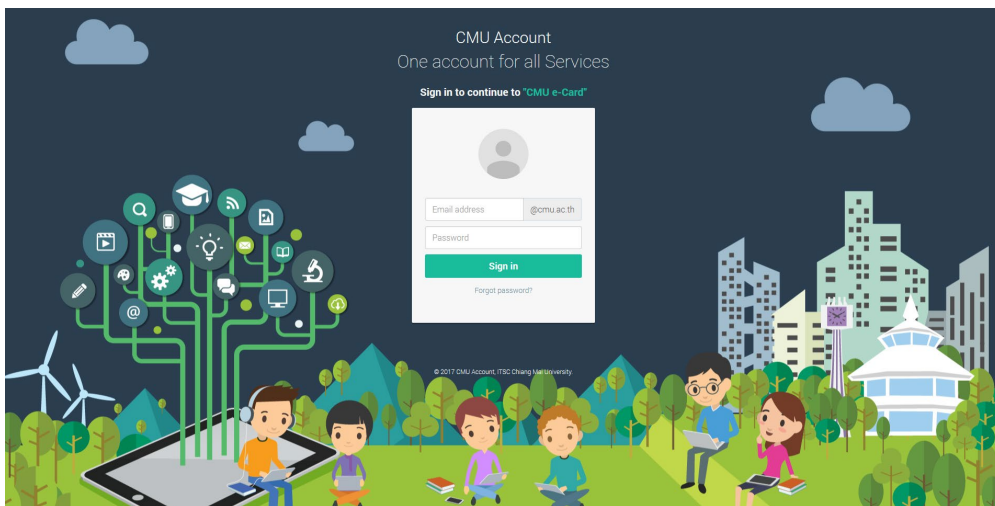 CMU Account
One account for all Services
Sign in to continue to "CMU e-Card"
Email address @cmu.ac.th
Password
Sign in
Forgot password?
© 2017 CMU Account, ITSC Chiang Mai University.
@